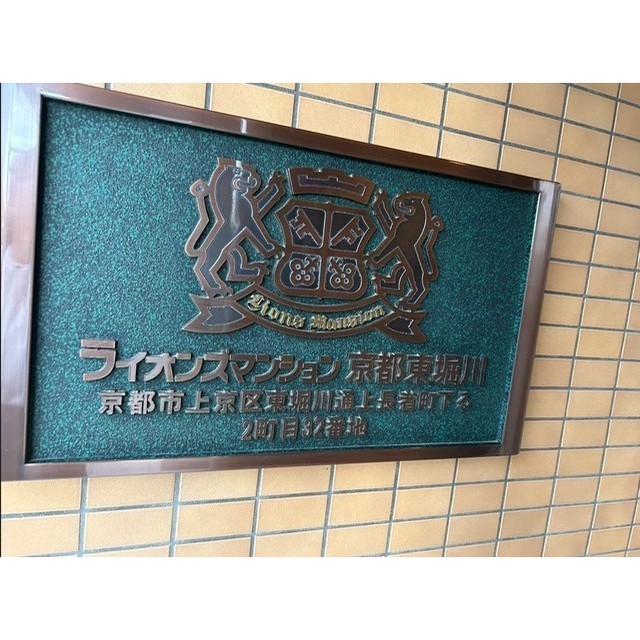 Lions Mansion
ライオンズマンション京都東堀川
京都市上京区東堀川通上長者町下る
2町目32番地